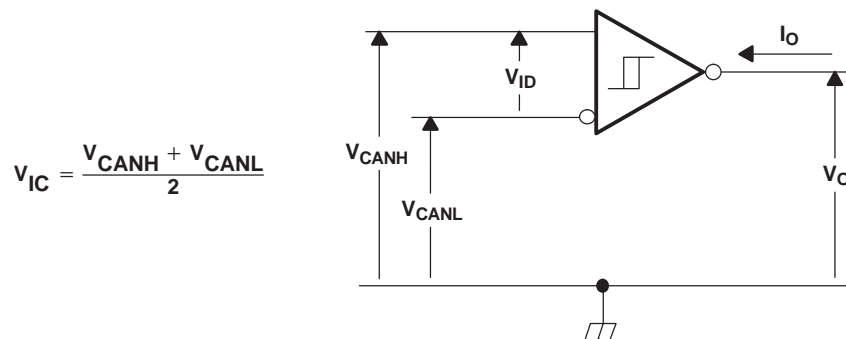 V_IC = (V_CANH + V_CANL) / 2
V_CANH
V_ID
V_CANL
I_O
V_O